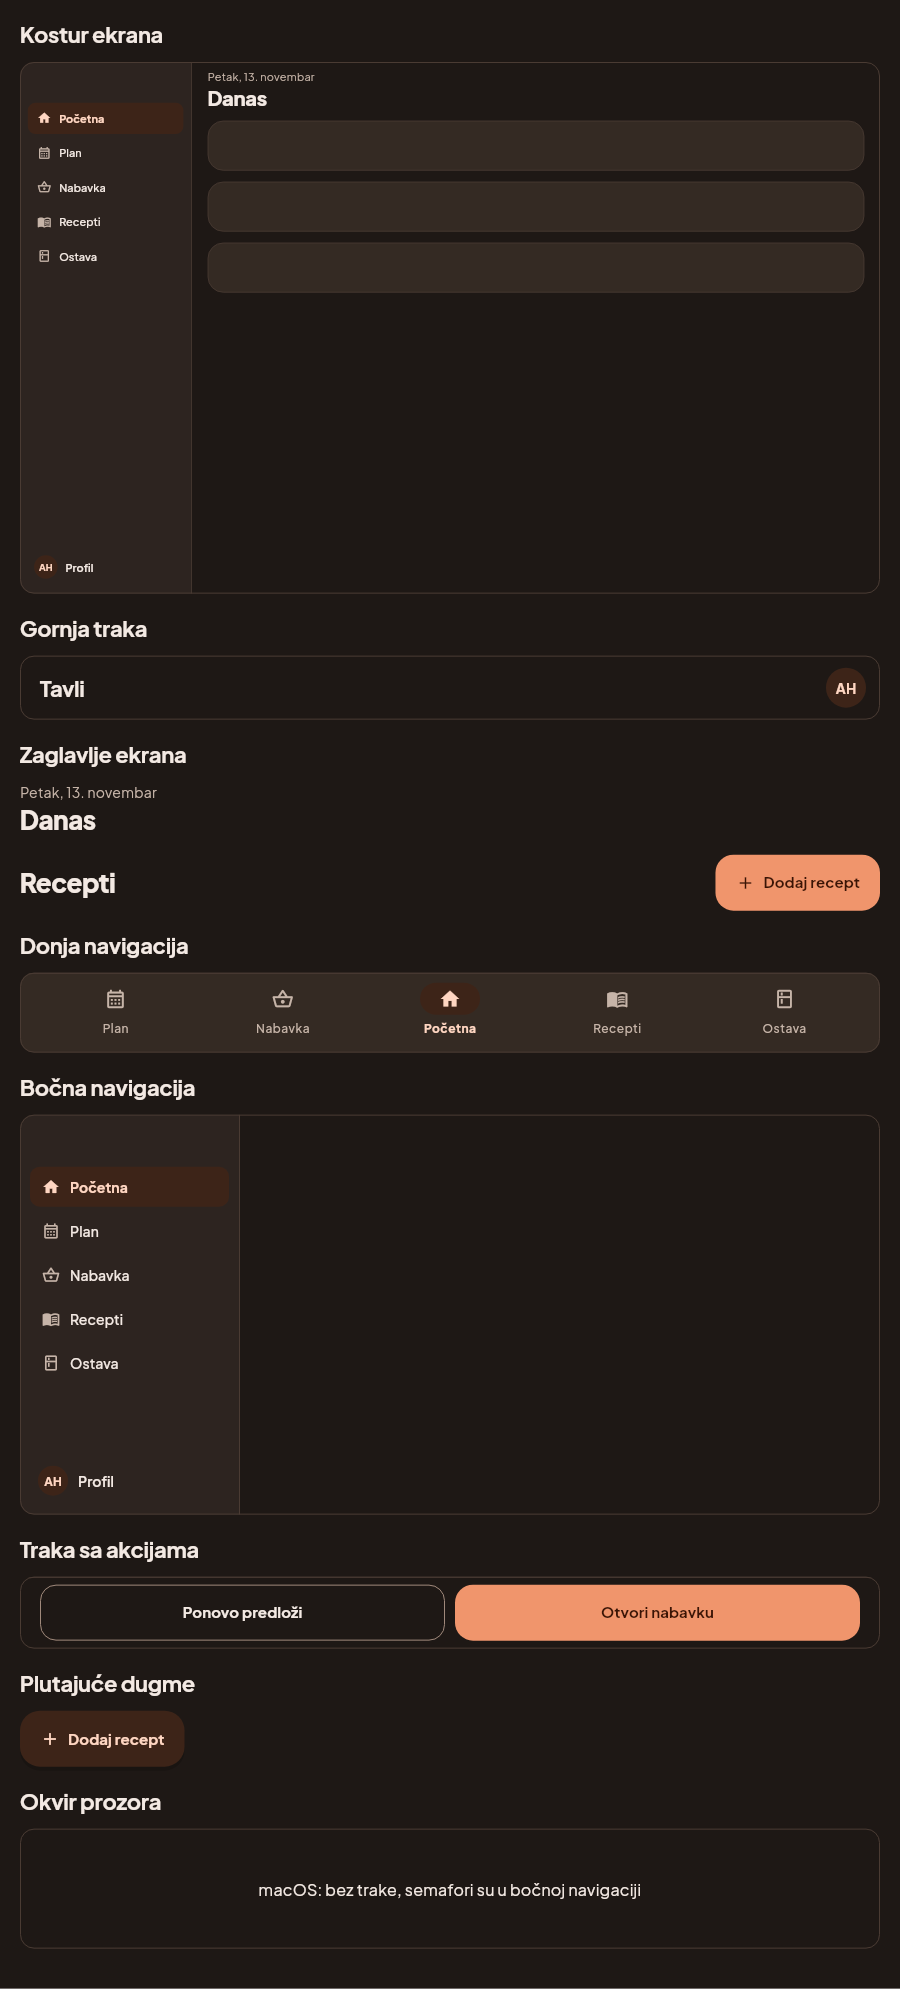 Kostur ekrana
Petak, 13. novembar
Danas
Početna
Plan
Nabavka
Recepti
Ostava
AH Profil
Gornja traka
Tavli AH
Zaglavlje ekrana
Petak, 13. novembar
Danas
Recepti
Dodaj recept
Donja navigacija
Plan Nabavka Početna Recepti Ostava
Bočna navigacija
Početna
Plan
Nabavka
Recepti
Ostava
AH Profil
Traka sa akcijama
Ponovo predloži Otvori nabavku
Plutajuće dugme
Dodaj recept
Okvir prozora
macOS: bez trake, semafori su u bočnoj navigaciji